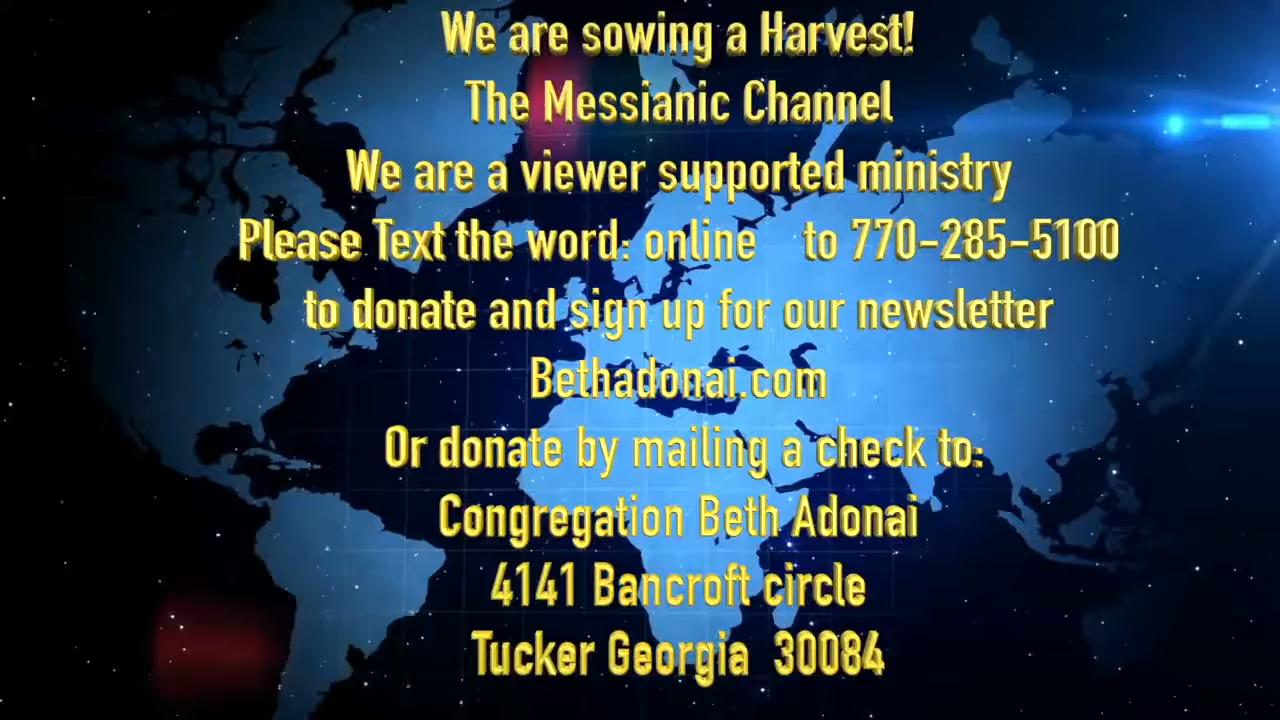 We are sowing a Harvest!
The Messianic Channel
We are a viewer supported ministry
Please Text the word: online to 770-285-5100
to donate and sign up for our newsletter
Bethadonai.com
Or donate by mailing a check to:
Congregation Beth Adonai
4141 Bancroft circle
Tucker Georgia 30084